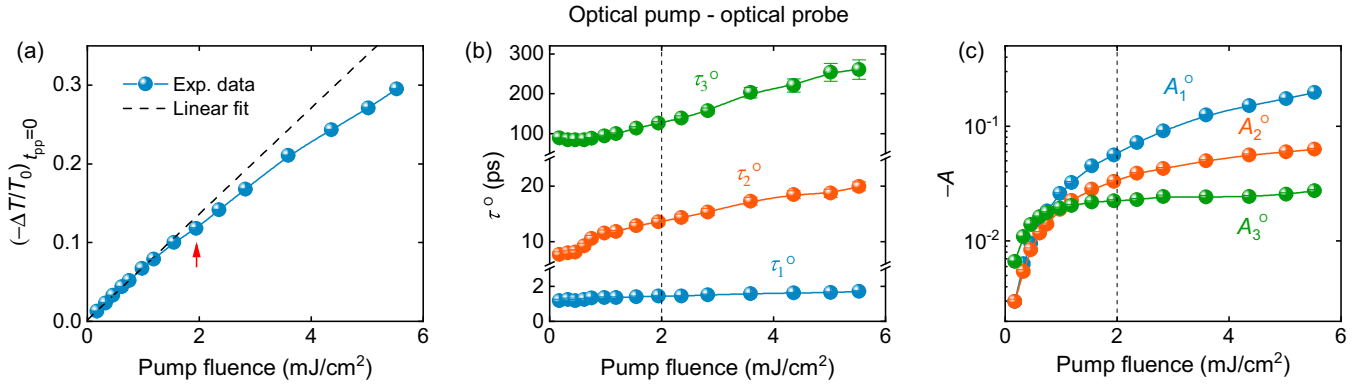 Optical pump - optical probe
(a)
(−ΔT/T₀)ₜₚₚ₌₀
0.3
0.2
0.1
0.0
Exp. data
Linear fit
0 2 4 6
Pump fluence (mJ/cm²)
(b)
τᴼ (ps)
300
200
100
20
10
2
0
τ₃ᴼ
τ₂ᴼ
τ₁ᴼ
0 2 4 6
Pump fluence (mJ/cm²)
(c)
−A
10⁻¹
10⁻²
A₁ᴼ
A₂ᴼ
A₃ᴼ
0 2 4 6
Pump fluence (mJ/cm²)